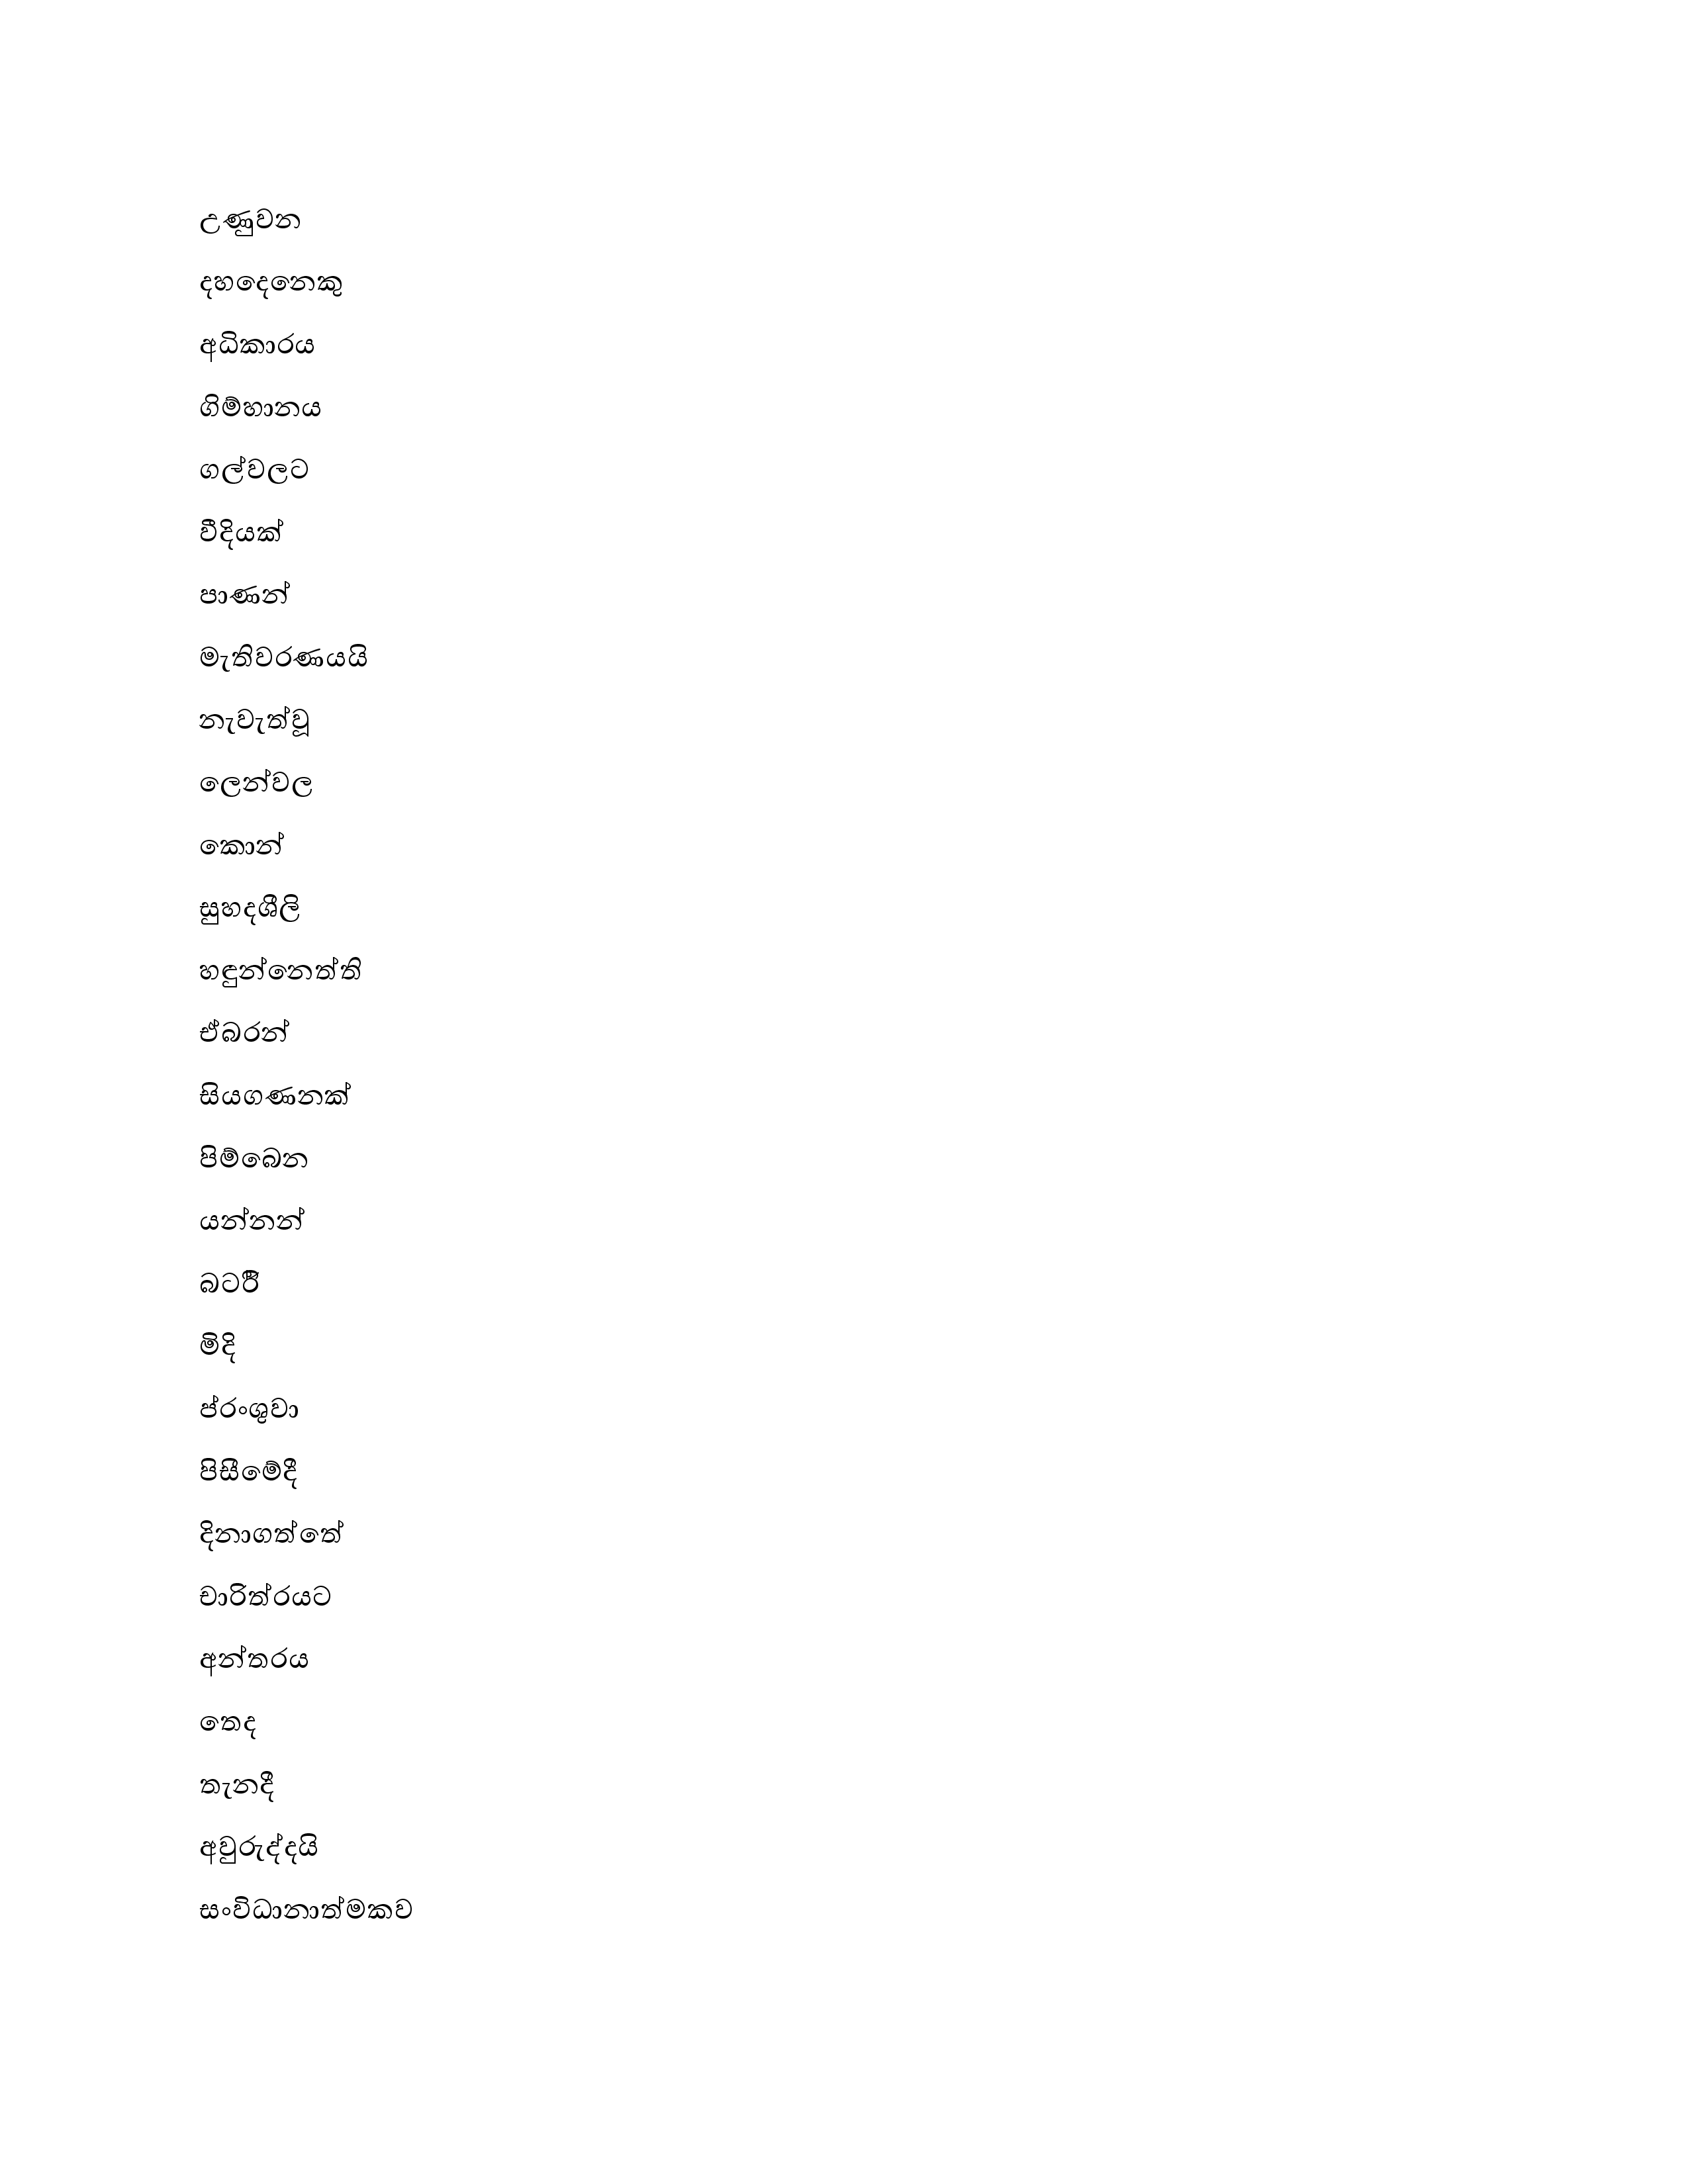 උණුවන
දහදෙනෙකු
අධිකාරය
ගිම්හානය
ගල්වලට
වීදියක්
පාණන්
මැතිවරණයයි
නැවැත්වූ
ලෙන්වල
කොන්
සුහදශීලි
හඳුන්නෙත්ති
ඒබරන්
සියගණනක්
පිම්බෙන
යන්නන්
මිදි
ප්රංශුවා
පිසීමේදී
දිනාගත්තේ
චාරිත්රයට
අන්තරය
තෙද
තැනදී
අවුරුද්දයි
සංවිධානාත්මකව